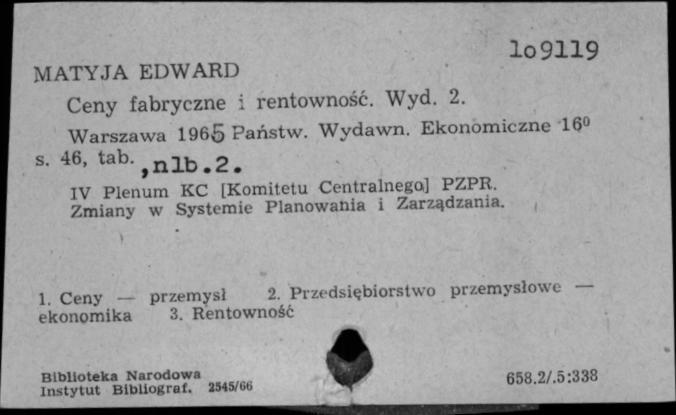 lo9119
MATYJA EDWARD
Ceny fabryczne i rentowność. Wyd. 2.
Warszawa 1965 Państw. Wydawn. Ekonomiczne 16⁰
s. 46, tab. ,nlb.2.
IV Plenum KC [Komitetu Centralnego] PZPR.
Zmiany w Systemie Planowania i Zarządzania.
1. Ceny — przemysł 2. Przedsiębiorstwo przemysłowe —
ekonomika 3. Rentowność
Biblioteka Narodowa
Instytut Bibliograf. 2545/66
658.2/.5:338